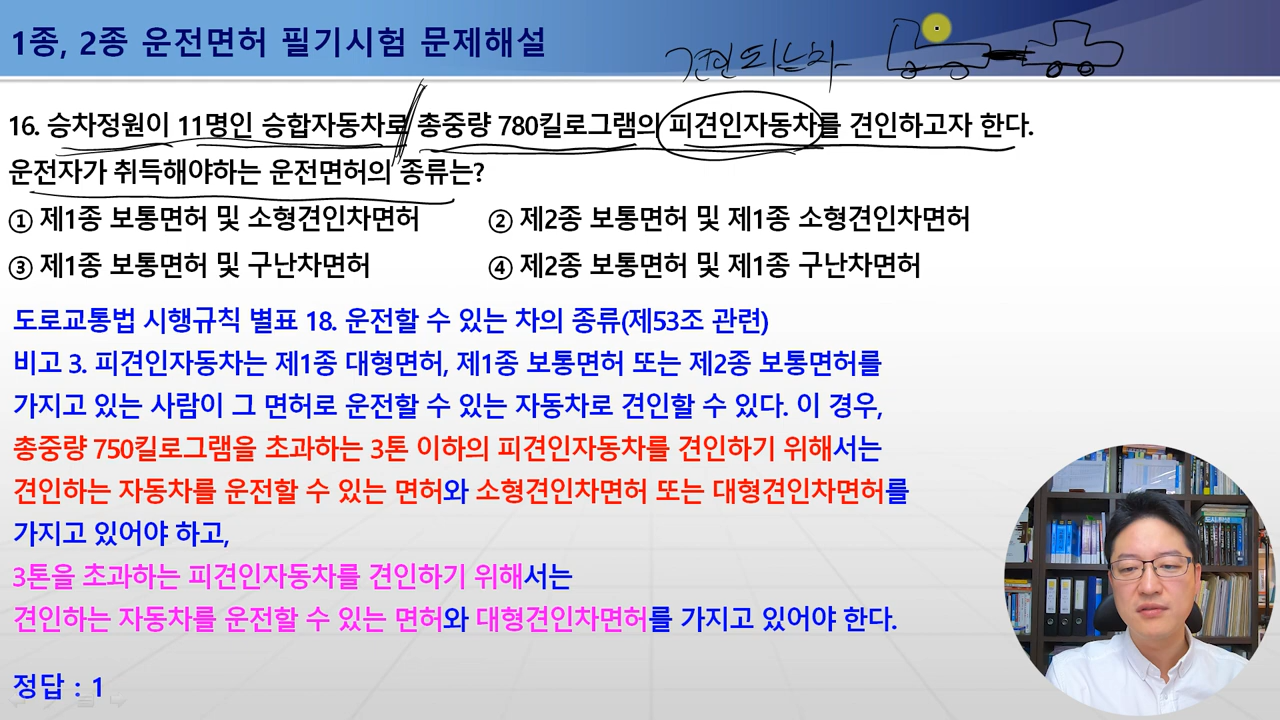 1종, 2종 운전면허 필기시험 문제해설
견인 되는차
16. 승차정원이 11명인 승합자동차로 총중량 780킬로그램의 피견인자동차를 견인하고자 한다.
운전자가 취득해야하는 운전면허의 종류는?
① 제1종 보통면허 및 소형견인차면허 ② 제2종 보통면허 및 제1종 소형견인차면허
③ 제1종 보통면허 및 구난차면허 ④ 제2종 보통면허 및 제1종 구난차면허
도로교통법 시행규칙 별표 18. 운전할 수 있는 차의 종류(제53조 관련)
비고 3. 피견인자동차는 제1종 대형면허, 제1종 보통면허 또는 제2종 보통면허를
가지고 있는 사람이 그 면허로 운전할 수 있는 자동차로 견인할 수 있다. 이 경우,
총중량 750킬로그램을 초과하는 3톤 이하의 피견인자동차를 견인하기 위해서는
견인하는 자동차를 운전할 수 있는 면허와 소형견인차면허 또는 대형견인차면허를
가지고 있어야 하고,
3톤을 초과하는 피견인자동차를 견인하기 위해서는
견인하는 자동차를 운전할 수 있는 면허와 대형견인차면허를 가지고 있어야 한다.
정답 : 1